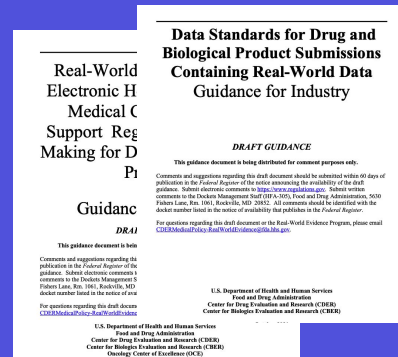 Data Standards for Drug and
Biological Product Submissions
Containing Real-World Data
Guidance for Industry
DRAFT GUIDANCE
This guidance document is being distributed for comment purposes only.
Comments and suggestions regarding this draft document should be submitted within 60 days of
publication in the Federal Register of the notice announcing the availability of the draft
guidance. Submit electronic comments to https://www.regulations.gov. Submit written
comments to the Dockets Management Staff (HFA-305), Food and Drug Administration, 5630
Fishers Lane, Rm. 1061, Rockville, MD 20852. All comments should be identified with the
docket number listed in the notice of availability that publishes in the Federal Register.
For questions regarding this draft document or the Real-World Evidence Program, please email
CDERMedicalPolicy-RealWorldEvidence@fda.hhs.gov.
U.S. Department of Health and Human Services
Food and Drug Administration
Center for Drug Evaluation and Research (CDER)
Center for Biologics Evaluation and Research (CBER)
Real-World
Electronic H
Medical C
Support Reg
Making for D
Pr
Guidanc
DRA
This guidance document is bein
Comments and suggestions regarding thi
publication in the Federal Register of the
guidance. Submit electronic comments t
comments to the Dockets Management S
Fishers Lane, Rm. 1061, Rockville, MD
docket number listed in the notice of avai
For questions regarding this draft docum
CDERMedicalPolicy-RealWorldEvidenc
U.S. Department of Health and Human Services
Food and Drug Administration
Center for Drug Evaluation and Research (CDER)
Center for Biologics Evaluation and Research (CBER)
Oncology Center of Excellence (OCE)